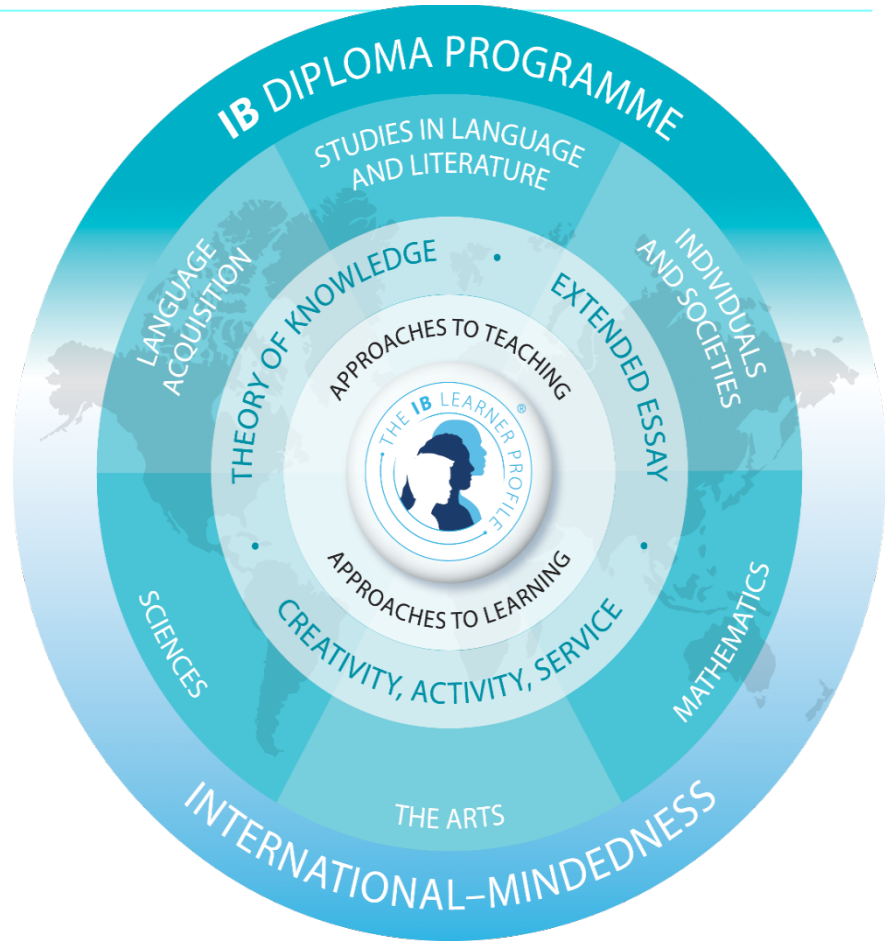 IB DIPLOMA PROGRAMME
STUDIES IN LANGUAGE
AND LITERATURE
LANGUAGE
ACQUISITION
INDIVIDUALS
AND SOCIETIES
THEORY OF KNOWLEDGE
•
EXTENDED ESSAY
APPROACHES TO TEACHING
• THE IB LEARNER PROFILE •
®
APPROACHES TO LEARNING
•
CREATIVITY, ACTIVITY, SERVICE
•
SCIENCES
MATHEMATICS
THE ARTS
INTERNATIONAL–MINDEDNESS